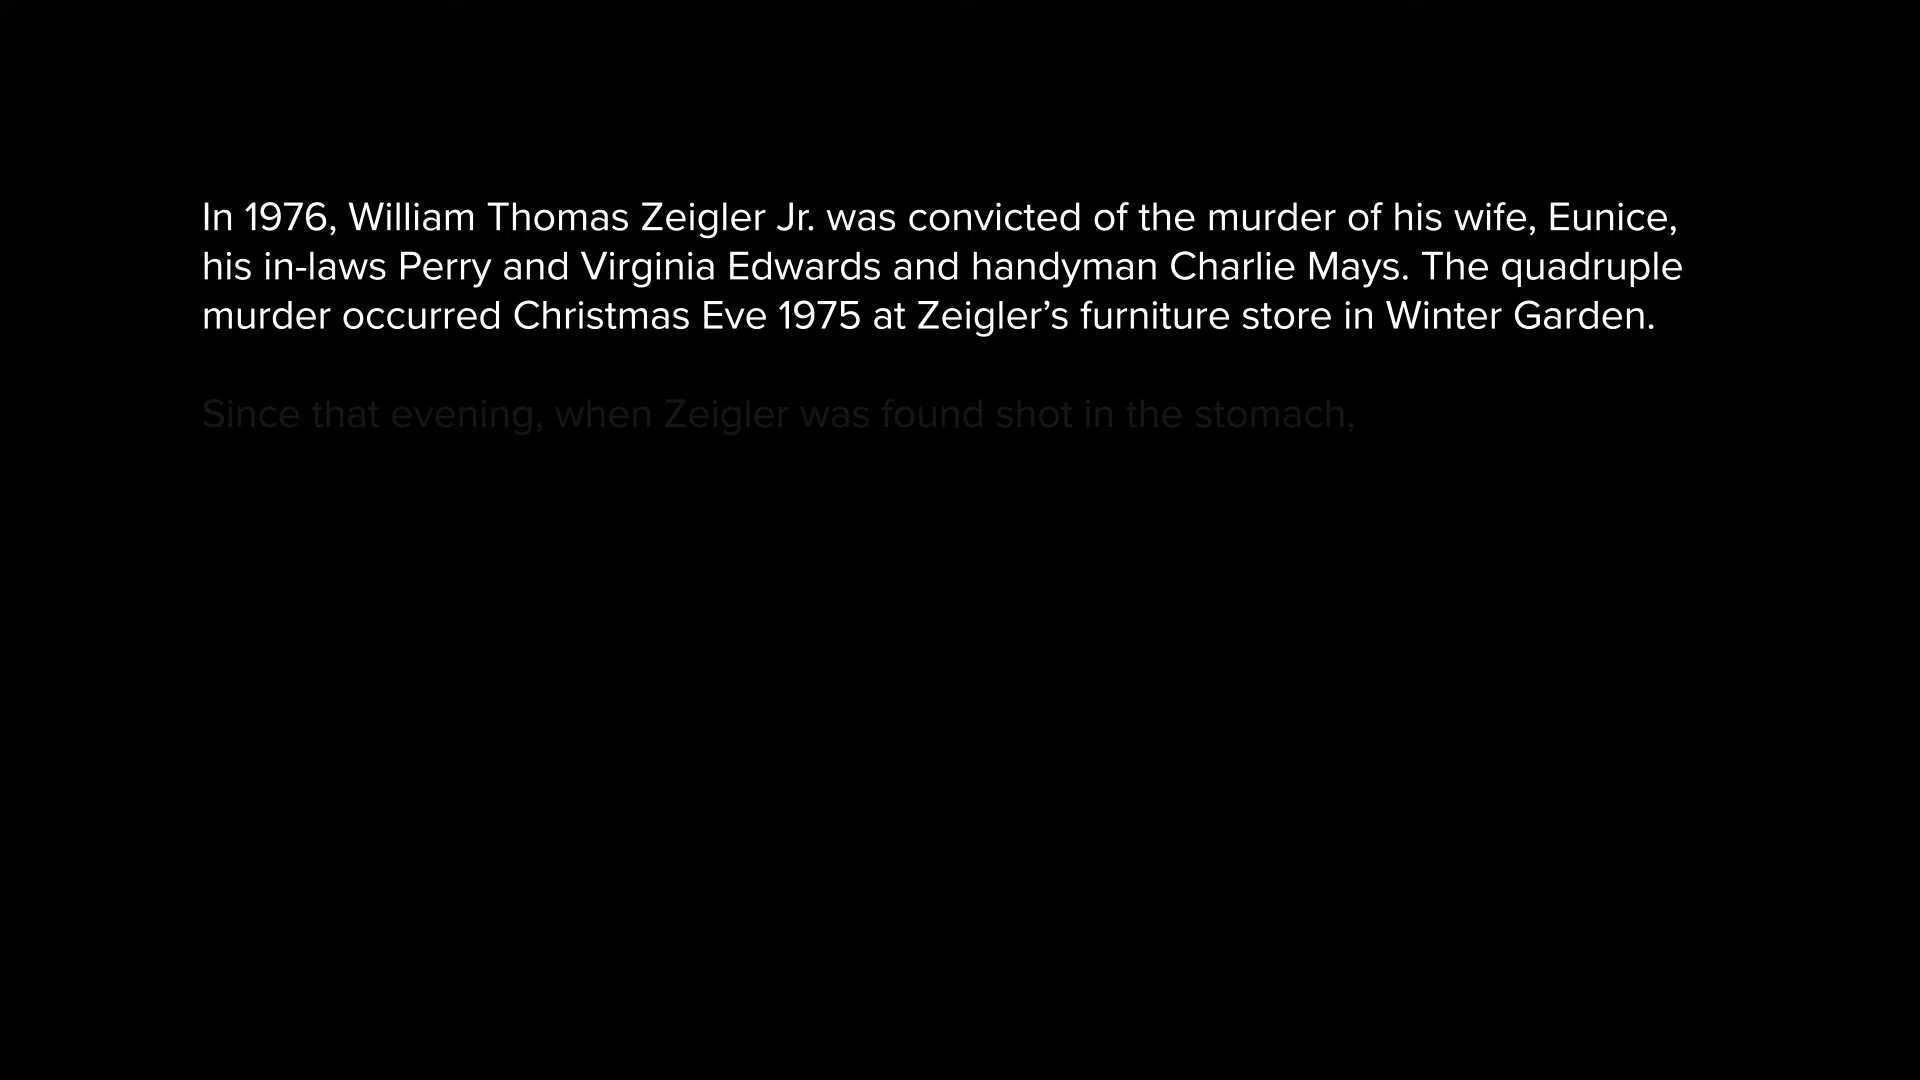 In 1976, William Thomas Zeigler Jr. was convicted of the murder of his wife, Eunice,
his in-laws Perry and Virginia Edwards and handyman Charlie Mays. The quadruple
murder occurred Christmas Eve 1975 at Zeigler’s furniture store in Winter Garden.
Since that evening, when Zeigler was found shot in the stomach,